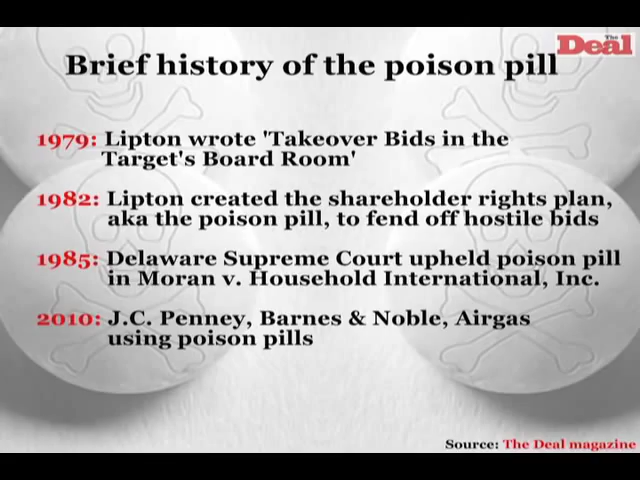 The Deal
Brief history of the poison pill
1979: Lipton wrote 'Takeover Bids in the
Target's Board Room'
1982: Lipton created the shareholder rights plan,
aka the poison pill, to fend off hostile bids
1985: Delaware Supreme Court upheld poison pill
in Moran v. Household International, Inc.
2010: J.C. Penney, Barnes & Noble, Airgas
using poison pills
Source: The Deal magazine